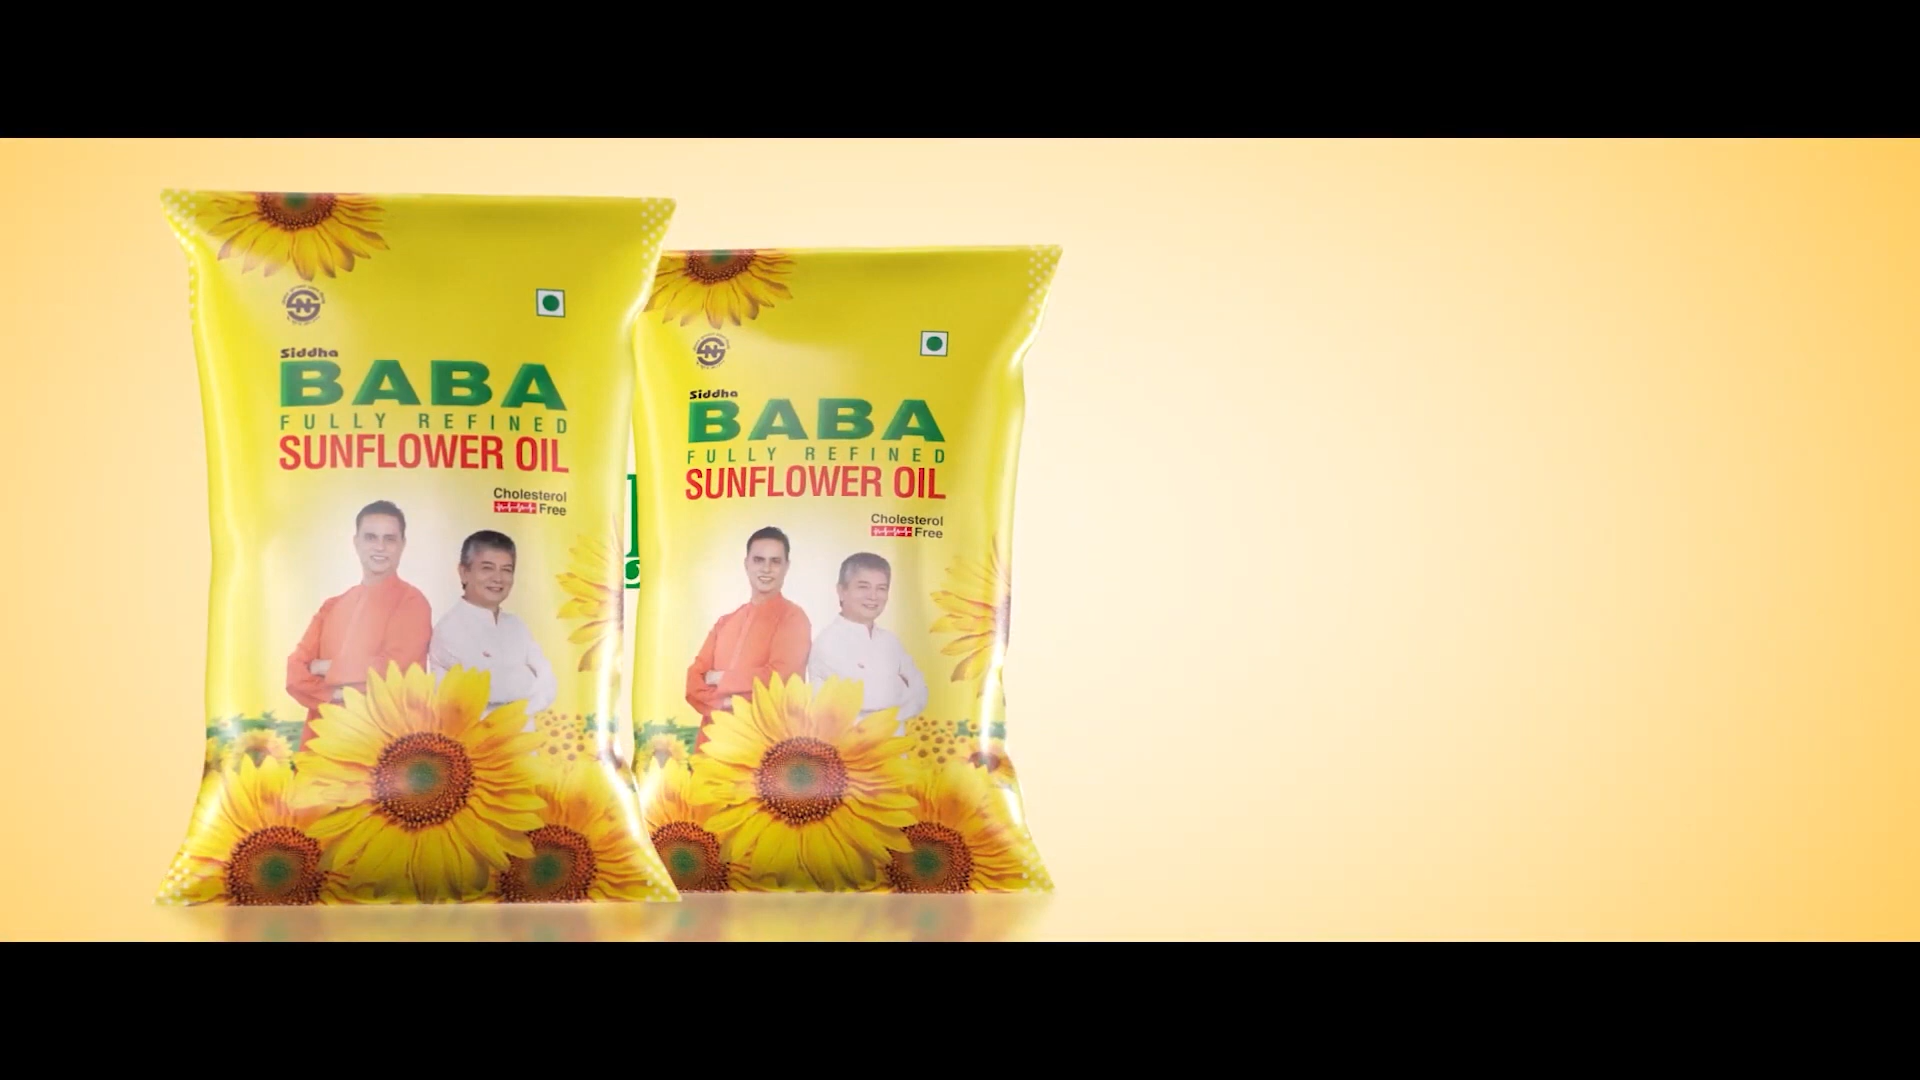 Siddha
BABA
FULLY REFINED
SUNFLOWER OIL
Cholesterol
Free
Siddha
BABA
FULLY REFINED
SUNFLOWER OIL
Cholesterol
Free